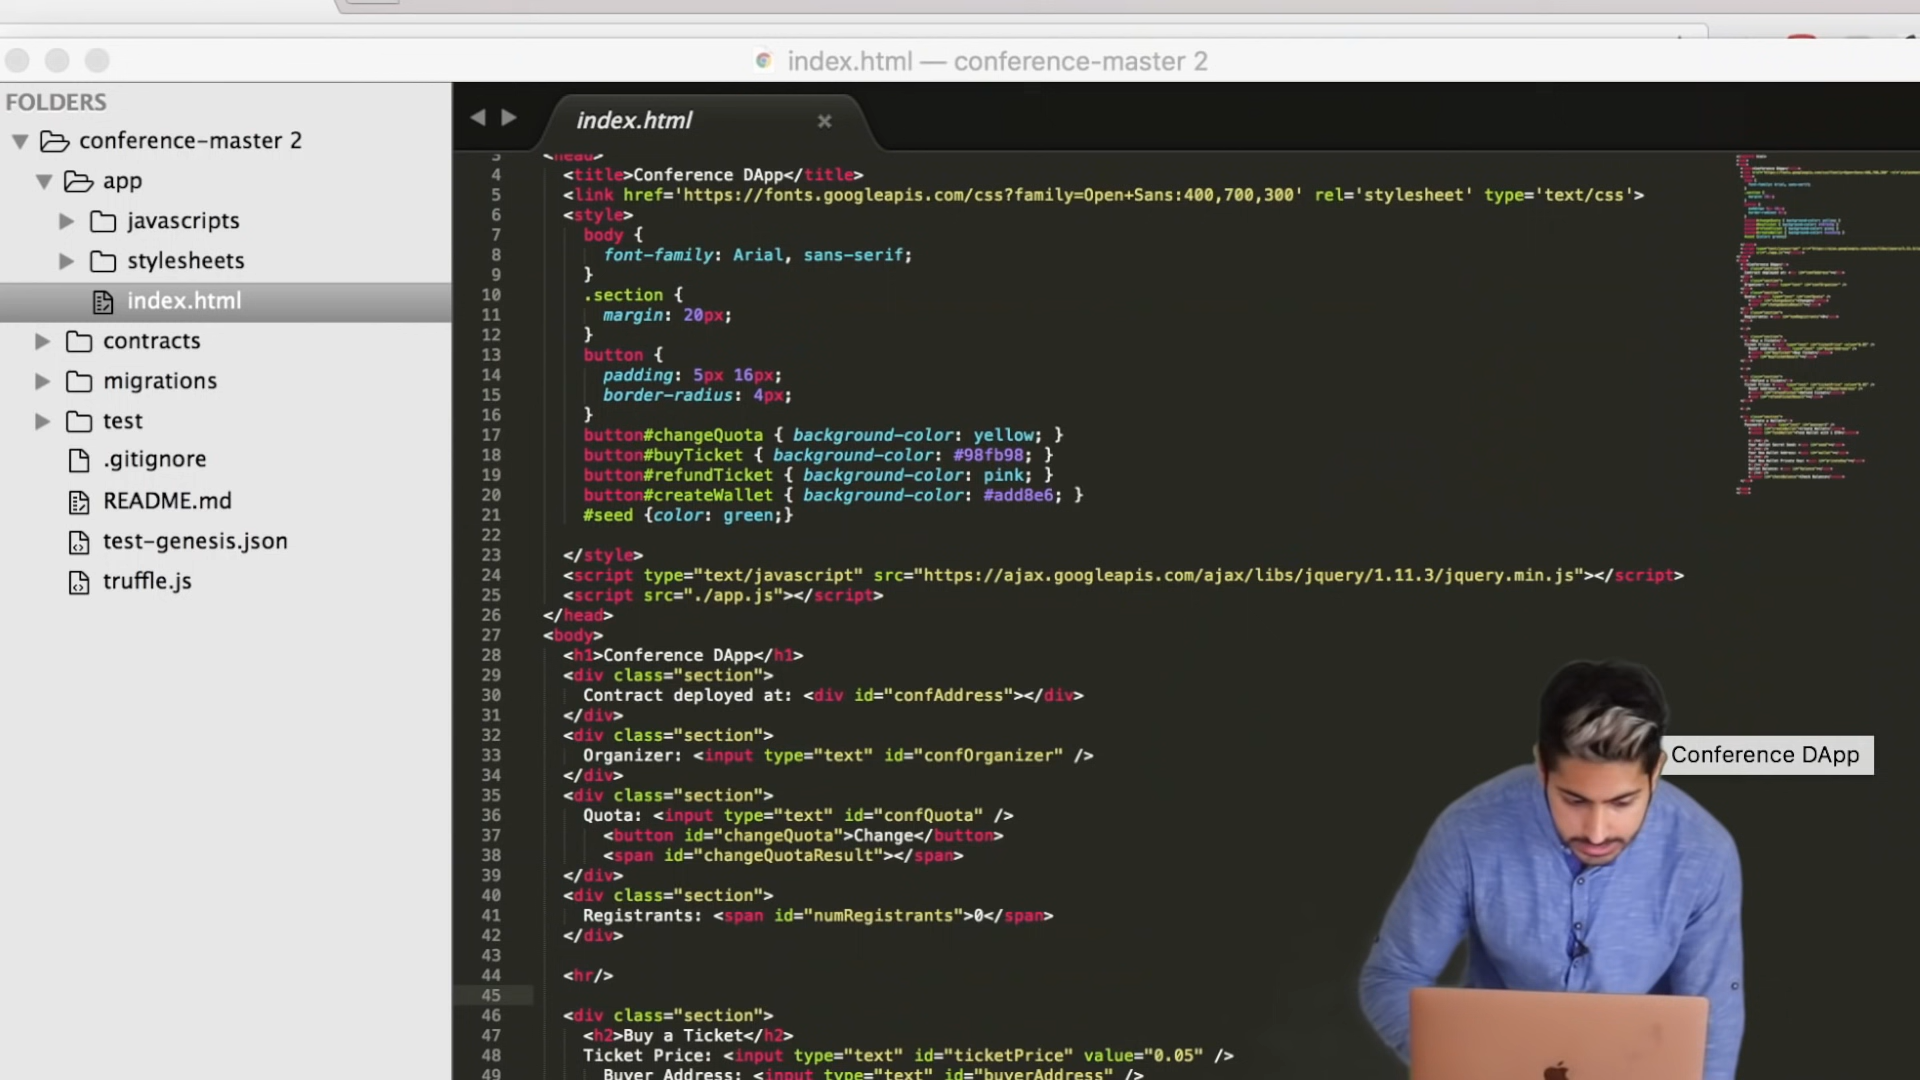 index.html — conference-master 2
FOLDERS
conference-master 2
app
javascripts
stylesheets
index.html
contracts
migrations
test
.gitignore
README.md
test-genesis.json
truffle.js
index.html
3 <head>
4 <title>Conference DApp</title>
5 <link href='https://fonts.googleapis.com/css?family=Open+Sans:400,700,300' rel='stylesheet' type='text/css'>
6 <style>
7 body {
8 font-family: Arial, sans-serif;
9 }
10 .section {
11 margin: 20px;
12 }
13 button {
14 padding: 5px 16px;
15 border-radius: 4px;
16 }
17 button#changeQuota { background-color: yellow; }
18 button#buyTicket { background-color: #98fb98; }
19 button#refundTicket { background-color: pink; }
20 button#createWallet { background-color: #add8e6; }
21 #seed {color: green;}
22
23 </style>
24 <script type="text/javascript" src="https://ajax.googleapis.com/ajax/libs/jquery/1.11.3/jquery.min.js"></script>
25 <script src="./app.js"></script>
26 </head>
27 <body>
28 <h1>Conference DApp</h1>
29 <div class="section">
30 Contract deployed at: <div id="confAddress"></div>
31 </div>
32 <div class="section">
33 Organizer: <input type="text" id="confOrganizer" />
34 </div>
35 <div class="section">
36 Quota: <input type="text" id="confQuota" />
37 <button id="changeQuota">Change</button>
38 <span id="changeQuotaResult"></span>
39 </div>
40 <div class="section">
41 Registrants: <span id="numRegistrants">0</span>
42 </div>
43
44 <hr/>
45
46 <div class="section">
47 <h2>Buy a Ticket</h2>
48 Ticket Price: <input type="text" id="ticketPrice" value="0.05" />
49 Buyer Address: <input type="text" id="buyerAddress" />
Conference DApp